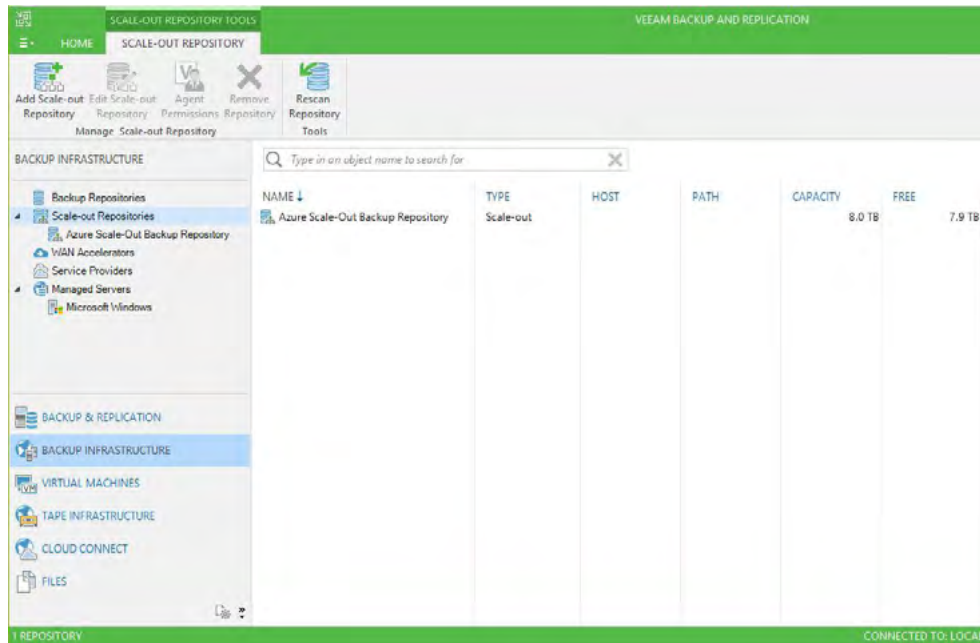 SCALE-OUT REPOSITORY TOOLS
VEEAM BACKUP AND REPLICATION
HOME SCALE-OUT REPOSITORY
Add Scale-out Repository
Edit Scale-out Repository
Agent Permissions
Remove Repository
Rescan Repository
Manage Scale-out Repository
Tools
BACKUP INFRASTRUCTURE
Type in an object name to search for
Backup Repositories
Scale-out Repositories
Azure Scale-Out Backup Repository
WAN Accelerators
Service Providers
Managed Servers
Microsoft Windows
NAME TYPE HOST PATH CAPACITY FREE
Azure Scale-Out Backup Repository Scale-out 8.0 TB 7.9 TB
BACKUP & REPLICATION
BACKUP INFRASTRUCTURE
VIRTUAL MACHINES
TAPE INFRASTRUCTURE
CLOUD CONNECT
FILES
1 REPOSITORY
CONNECTED TO: LOCA